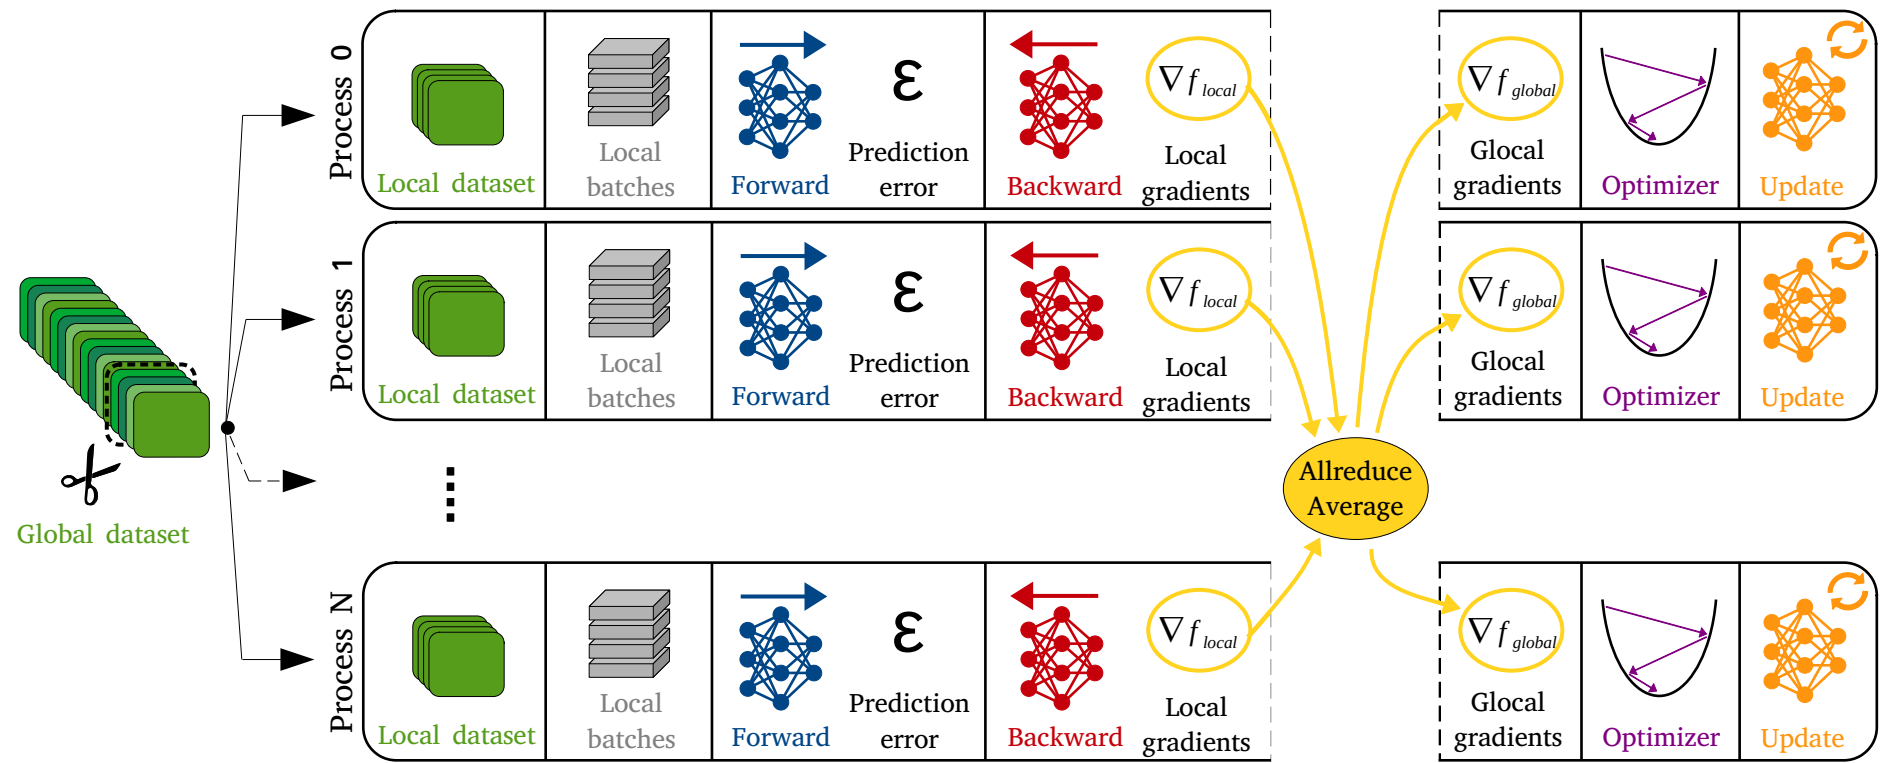 Process 0
Local dataset
Local
batches
Forward
ε
Prediction
error
Backward
∇f local
Local
gradients
∇f global
Glocal
gradients
Optimizer
Update
Process 1
Local dataset
Local
batches
Forward
ε
Prediction
error
Backward
∇f local
Local
gradients
∇f global
Glocal
gradients
Optimizer
Update
Global dataset
Allreduce
Average
Process N
Local dataset
Local
batches
Forward
ε
Prediction
error
Backward
∇f local
Local
gradients
∇f global
Glocal
gradients
Optimizer
Update